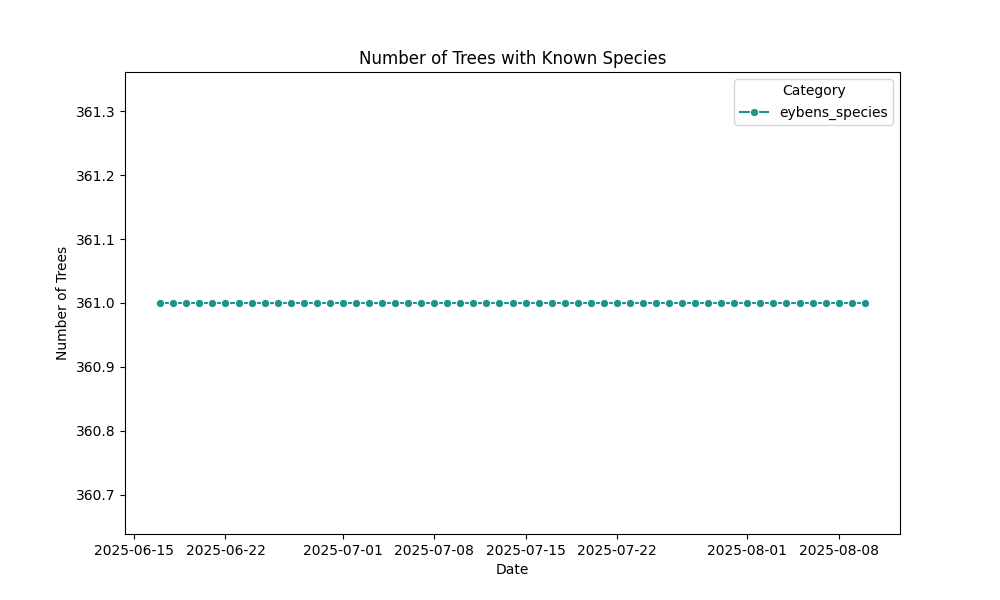 Number of Trees with Known Species
Category
eybens_species
361.3
361.2
361.1
361.0
360.9
360.8
360.7
Number of Trees
2025-06-15 2025-06-22 2025-07-01 2025-07-08 2025-07-15 2025-07-22 2025-08-01 2025-08-08
Date